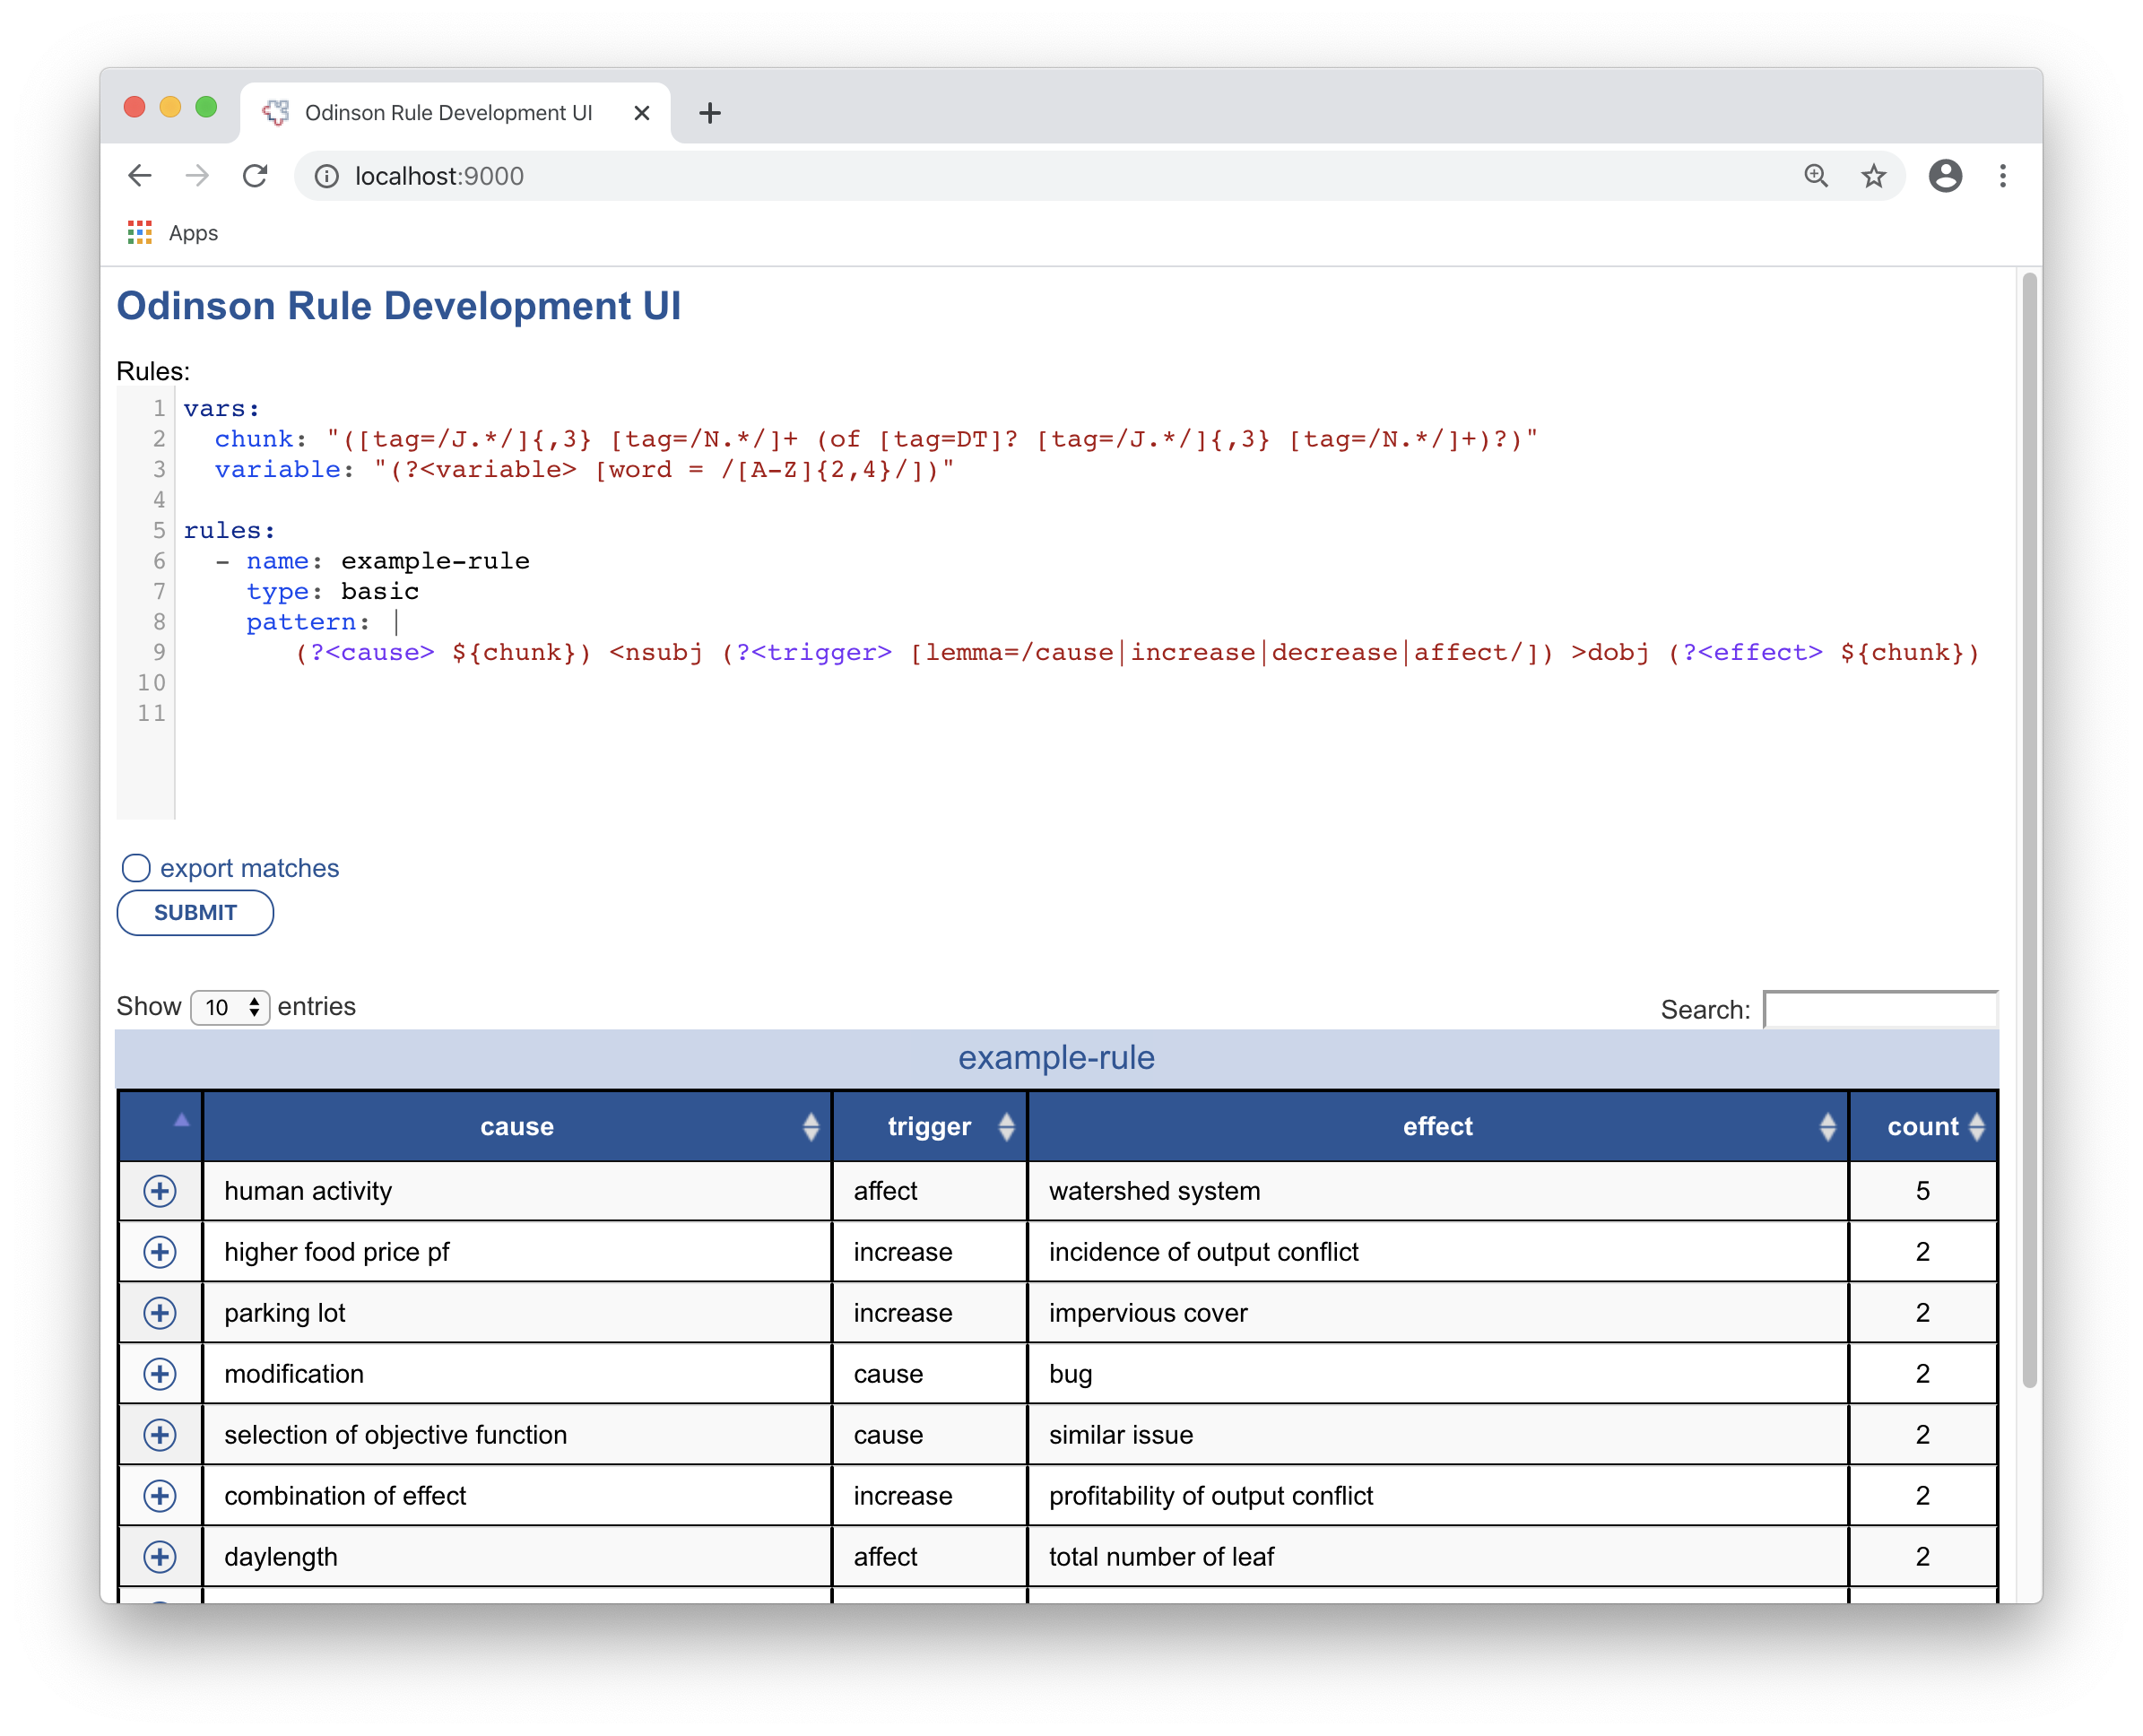 Odinson Rule Development UI
localhost:9000
Apps
Odinson Rule Development UI
Rules:
1 vars:
2 chunk: "([tag=/J.*/]{,3} [tag=/N.*/]+ (of [tag=DT]? [tag=/J.*/]{,3} [tag=/N.*/]+)?)"
3 variable: "(?<variable> [word = /[A-Z]{2,4}/])"
4
5 rules:
6 - name: example-rule
7 type: basic
8 pattern: |
9 (?<cause> ${chunk}) <nsubj (?<trigger> [lemma=/cause|increase|decrease|affect/]) >dobj (?<effect> ${chunk})
10
11
export matches
SUBMIT
Show 10 entries Search:
example-rule
cause trigger effect count
human activity affect watershed system 5
higher food price pf increase incidence of output conflict 2
parking lot increase impervious cover 2
modification cause bug 2
selection of objective function cause similar issue 2
combination of effect increase profitability of output conflict 2
daylength affect total number of leaf 2